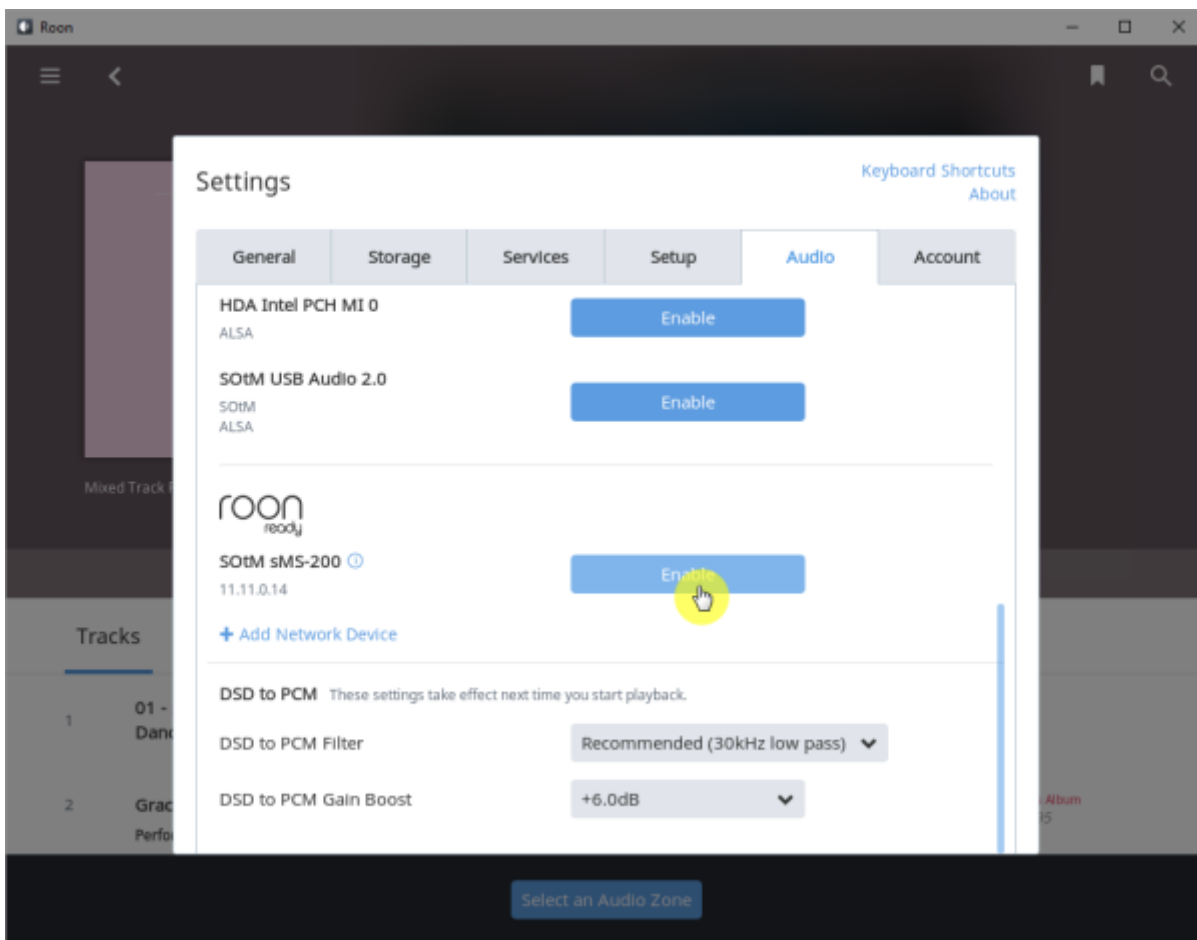 Roon
Settings
Keyboard Shortcuts
About
General Storage Services Setup Audio Account
HDA Intel PCH MI 0
Enable
ALSA
SOtM USB Audio 2.0
Enable
SOtM
ALSA
Mixed Track
roon
ready
SOtM sMS-200
Enable
11.11.0.14
+ Add Network Device
Tracks
DSD to PCM These settings take effect next time you start playback.
1
01 -
DSD to PCM Filter
Recommended (30kHz low pass)
DSD to PCM Gain Boost
+6.0dB
2
Album
Select an Audio Zone